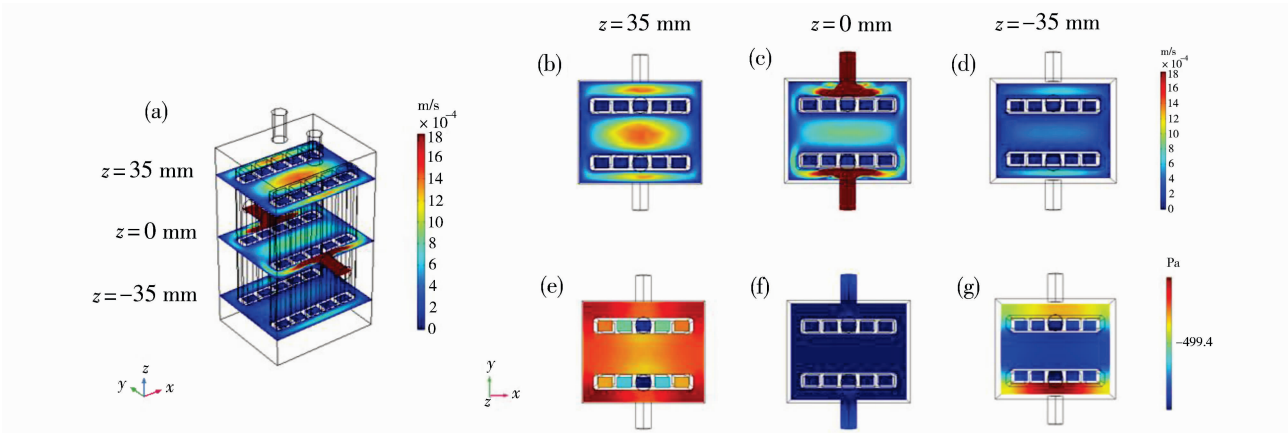 z=35 mm
z=0 mm
z=−35 mm
(a)
m/s
× 10⁻⁴
18
16
14
12
10
8
6
4
2
0
z=35 mm
z=0 mm
z=−35 mm
z
y
x
(b)
(c)
(d)
m/s
× 10⁻⁴
18
16
14
12
10
8
6
4
2
0
(e)
(f)
(g)
Pa
−499.4
y
z
x